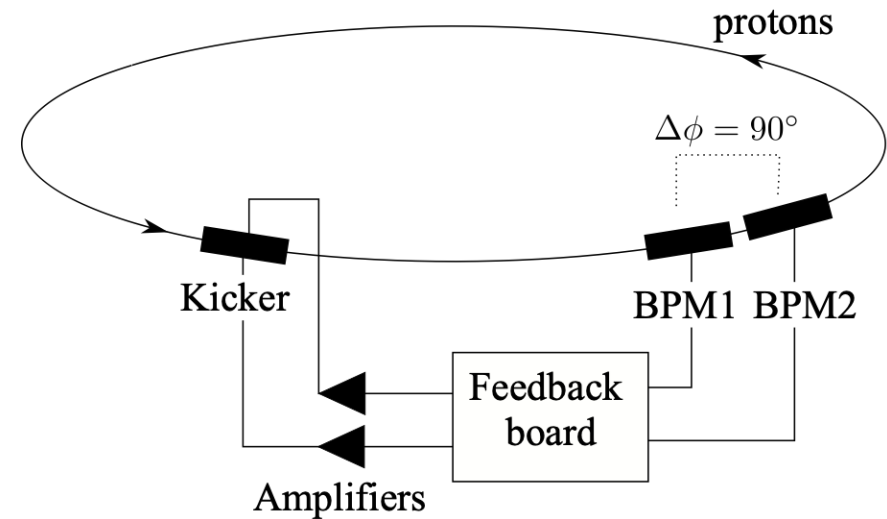 protons
Δϕ = 90°
Kicker
BPM1 BPM2
Feedback
board
Amplifiers